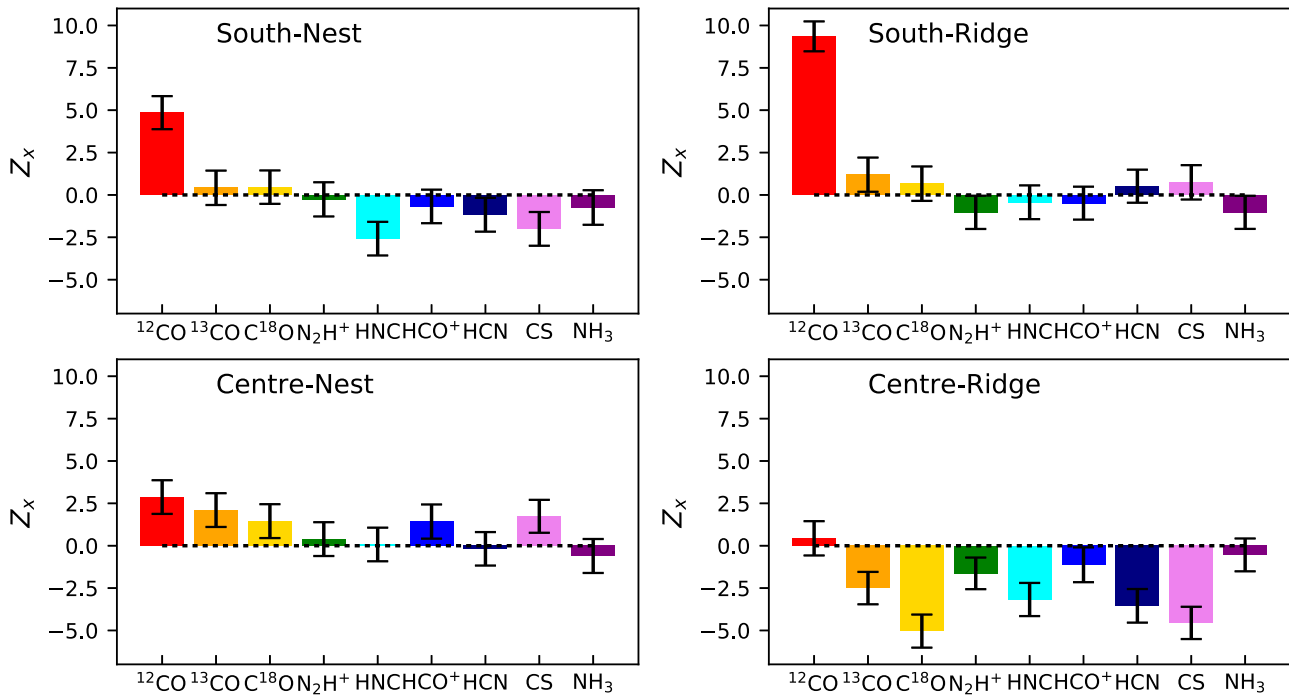 South-Nest
10.0
7.5
5.0
2.5
0.0
−2.5
−5.0
Zₓ
¹²CO ¹³CO C¹⁸O N₂H⁺ HNC HCO⁺ HCN CS NH₃
South-Ridge
10.0
7.5
5.0
2.5
0.0
−2.5
−5.0
Zₓ
¹²CO ¹³CO C¹⁸O N₂H⁺ HNC HCO⁺ HCN CS NH₃
Centre-Nest
10.0
7.5
5.0
2.5
0.0
−2.5
−5.0
Zₓ
¹²CO ¹³CO C¹⁸O N₂H⁺ HNC HCO⁺ HCN CS NH₃
Centre-Ridge
10.0
7.5
5.0
2.5
0.0
−2.5
−5.0
Zₓ
¹²CO ¹³CO C¹⁸O N₂H⁺ HNC HCO⁺ HCN CS NH₃